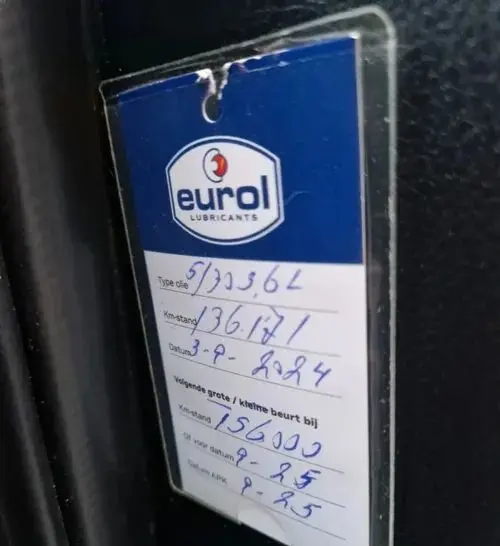 eurol
LUBRICANTS
Type olie 5/30 3,6L
Km-stand 136.171
Datum 3-9-2024
Volgende grote / kleine beurt bij
Km-stand 156000
Of voor datum 9-25
Datum APK 9-25